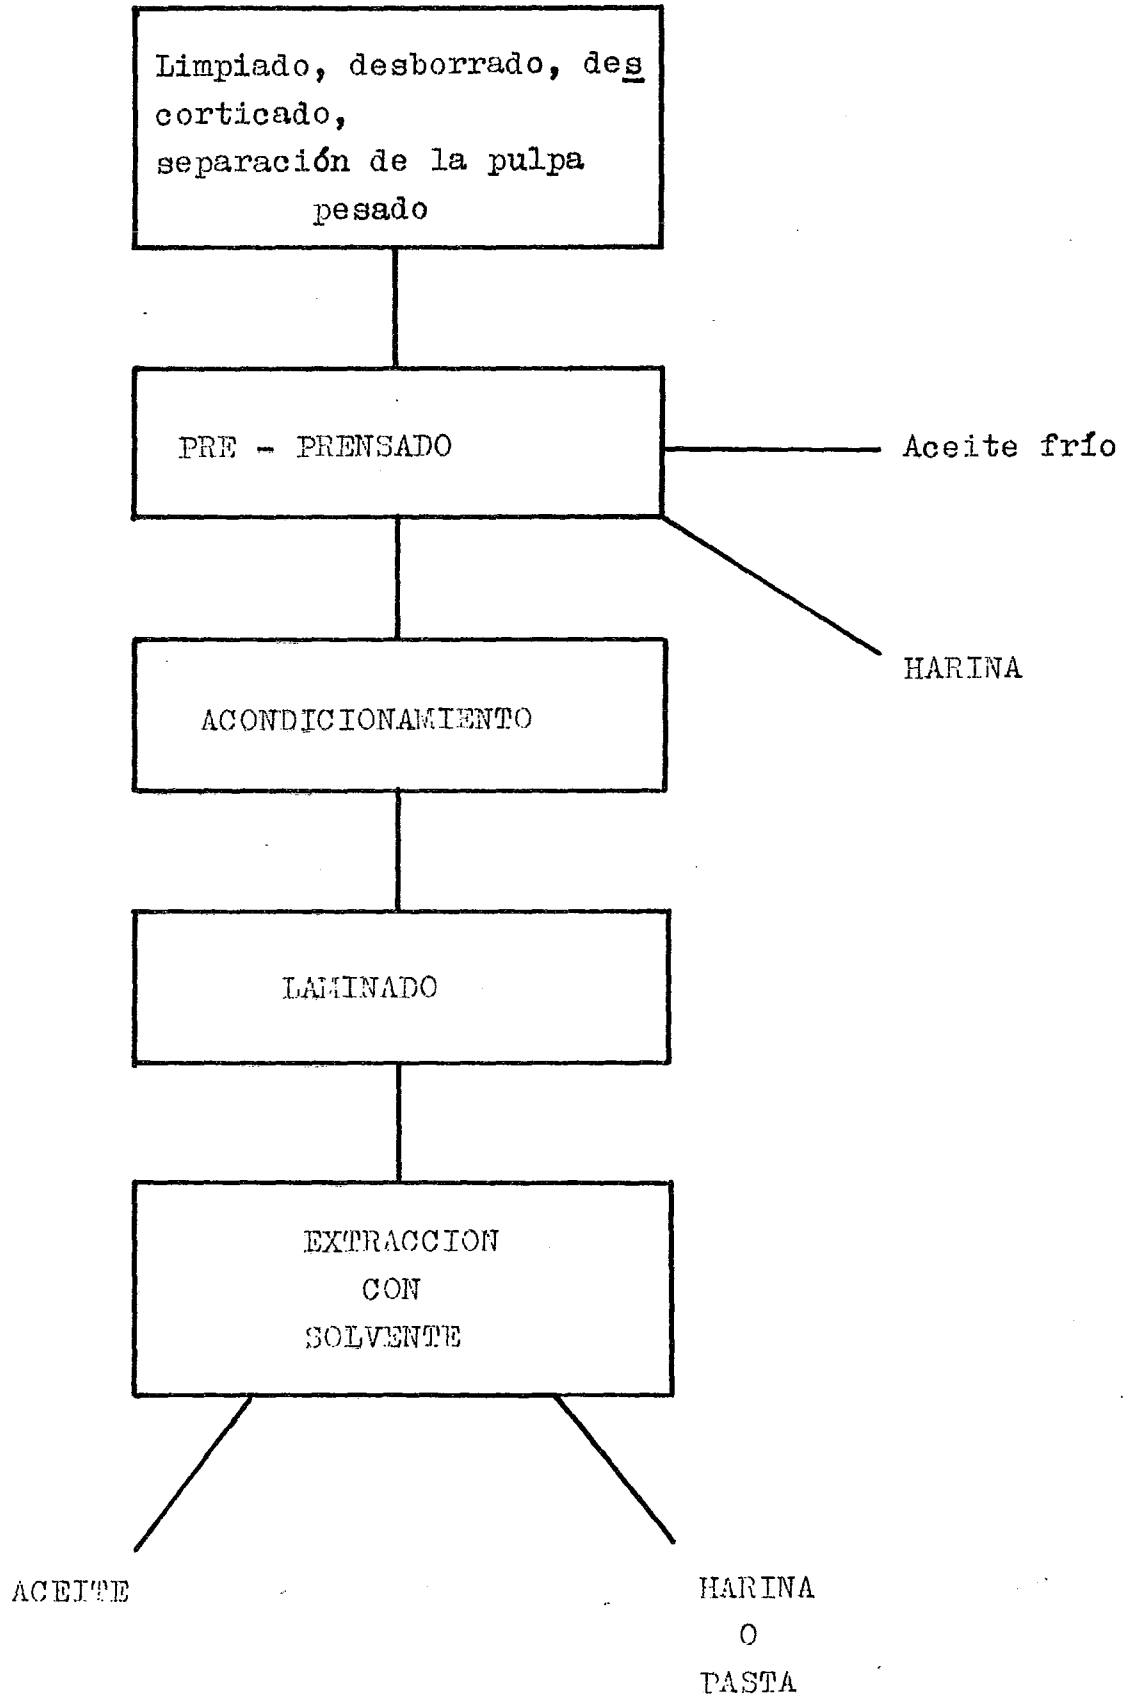 Limpiado, desborrado, des
corticado,
separación de la pulpa
pesado
PRE - PRENSADO
Aceite frío
HARINA
ACONDICIONAMIENTO
LAMINADO
EXTRACCION
CON
SOLVENTE
ACEITE
HARINA
O
PASTA